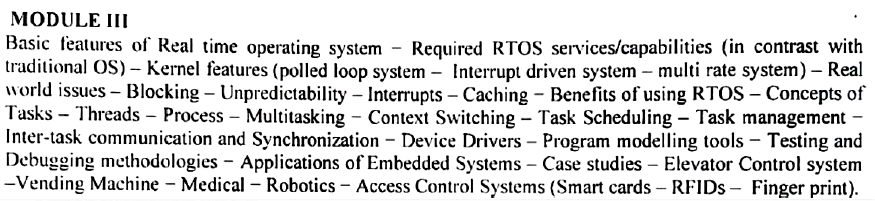 MODULE III
Basic features of Real time operating system – Required RTOS services/capabilities (in contrast with
traditional OS) – Kernel features (polled loop system – Interrupt driven system – multi rate system) – Real
world issues – Blocking – Unpredictability – Interrupts – Caching – Benefits of using RTOS – Concepts of
Tasks – Threads – Process – Multitasking – Context Switching – Task Scheduling – Task management –
Inter-task communication and Synchronization – Device Drivers – Program modelling tools – Testing and
Debugging methodologies – Applications of Embedded Systems – Case studies – Elevator Control system
–Vending Machine – Medical – Robotics – Access Control Systems (Smart cards – RFIDs – Finger print).